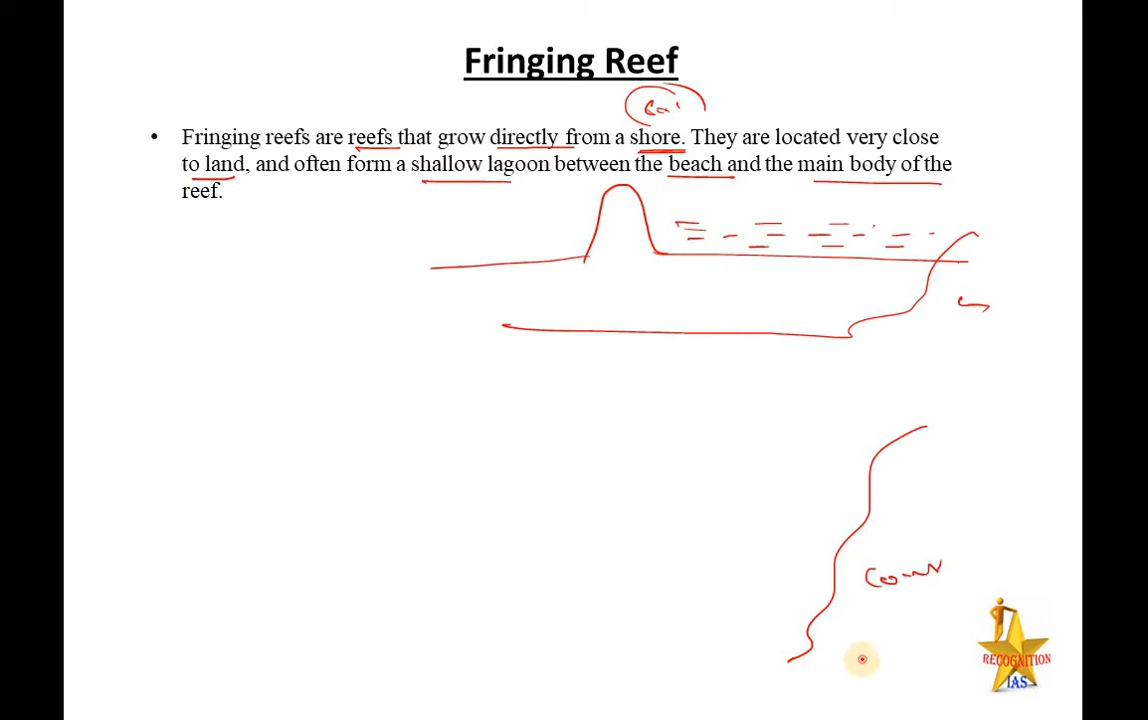 Fringing Reef
• Fringing reefs are reefs that grow directly from a shore. They are located very close
to land, and often form a shallow lagoon between the beach and the main body of the
reef.
RECOGNITION
IAS